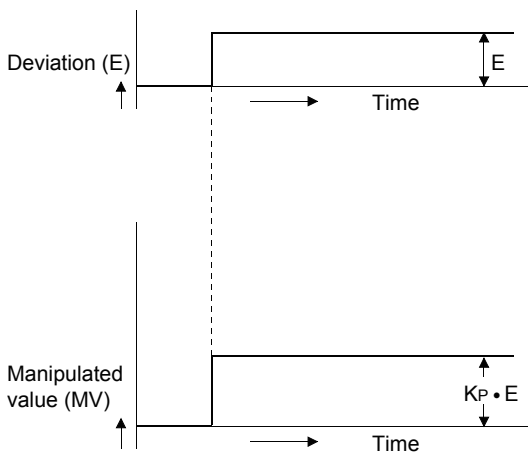 Deviation (E)
E
Time
Manipulated
value (MV)
KP • E
Time